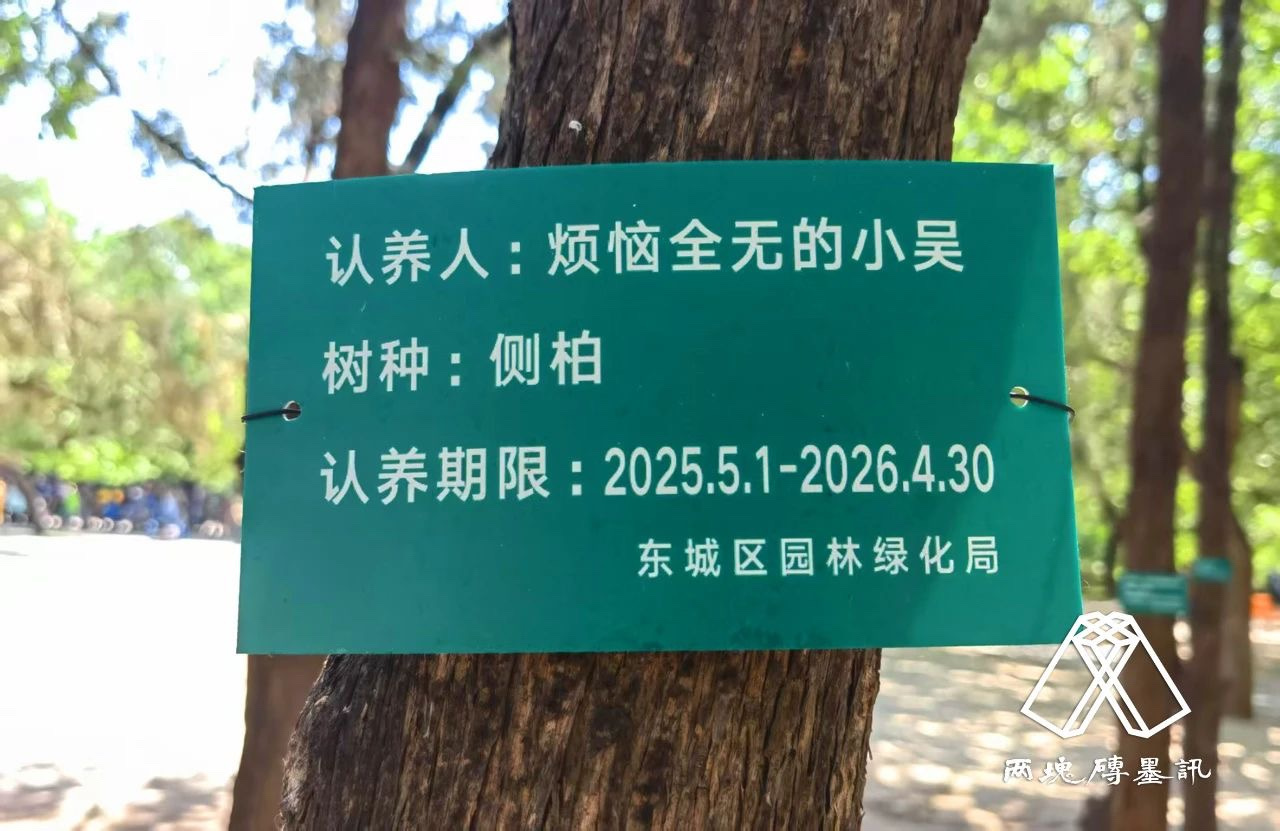 认养人：烦恼全无的小吴
树种：侧柏
认养期限：2025.5.1-2026.4.30
东城区园林绿化局
两塊磚墨訊